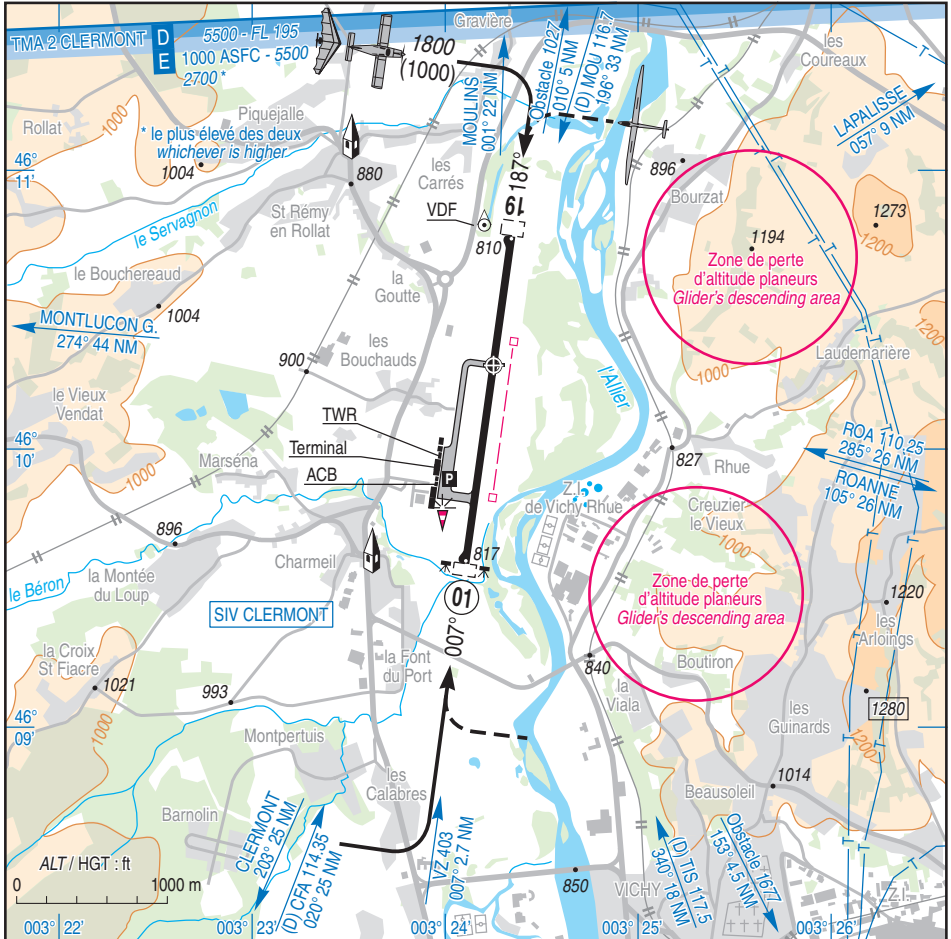 TMA 2 CLERMONT
D
E
5500 - FL 195
1000 ASFC - 5500
2700 *
* le plus élevé des deux
whichever is higher
1800
(1000)
Gravière
les
Coureaux
MOULINS
001° 22 NM
Obstacle 1027
010° 5 NM
(D) MOU 116.7
196° 33 NM
LAPALISSE
057° 9 NM
Rollat
1000
Piquejalle
46°
11'
1004
880
les
Carrés
VDF
187°
19
896
Bourzat
1273
1200
1194
Zone de perte
d'altitude planeurs
Glider's descending area
St Rémy
en Rollat
le Servagnon
810
le Bouchereaud
la
Goutte
1004
MONTLUCON G.
274° 44 NM
les
Bouchauds
900
l'Allier
1000
Laudemarière
le Vieux
Vendat
1000
TWR
Terminal
ACB
P
46°
10'
Marséna
827
Rhue
ROA 110.25
285° 26 NM
ROANNE
105° 26 NM
Z.I.
de Vichy Rhue
Creuzier
le Vieux
1000
896
Charmeil
817
le Béron
la Montée
du Loup
01
007°
Zone de perte
d'altitude planeurs
Glider's descending area
1220
les
Arloings
SIV CLERMONT
la Croix
St Fiacre
1021
993
la Font
du Port
840
Boutiron
la
Viala
1280
1000
46°
09'
Montpertuis
les
Guinards
1200
les
Calabres
1014
Beausoleil
Barnolin
CLERMONT
203° 25 NM
(D) CFA 114.35
020° 25 NM
VZ 403
007° 2.7 NM
(D) TIS 117.5
340° 18 NM
Obstacle 1677
153° 4.5 NM
ALT / HGT : ft
0
1000 m
850
VICHY
Z.I.
003° 22'
003° 23'
003° 24'
003° 25'
003° 26'